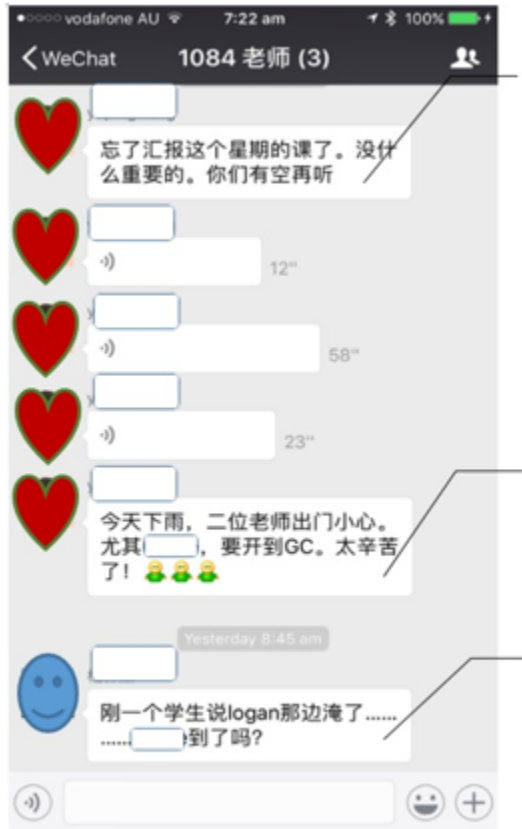 vodafone AU 7:22 am 100%
WeChat 1084 老师 (3)
忘了汇报这个星期的课了。没什
么重要的。你们有空再听
12"
58"
23"
今天下雨，二位老师出门小心。
尤其 ，要开到GC。太辛苦
了！
Yesterday 8:45 am
刚一个学生说logan那边淹了......
...... 到了吗?